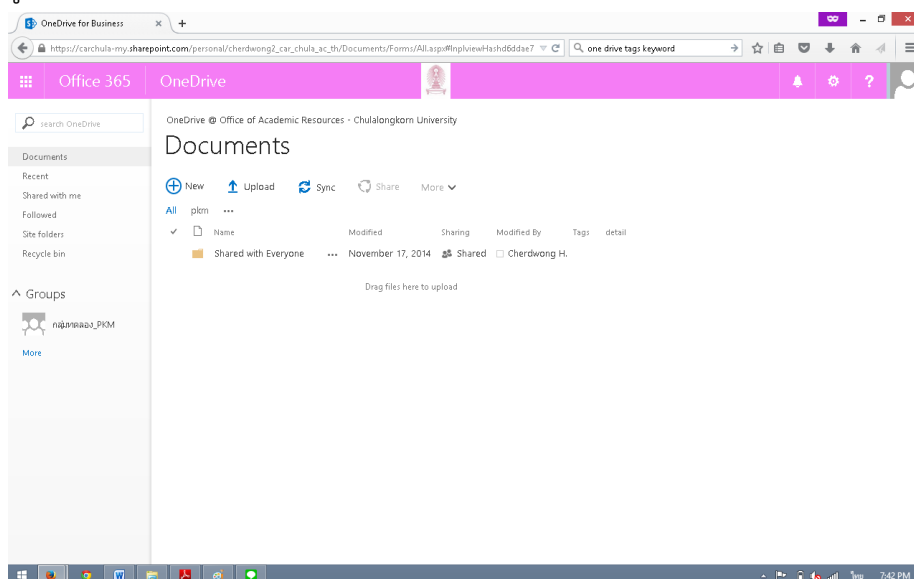 OneDrive for Business
https://carchula-my.sharepoint.com/personal/cherdwong2_car_chula_ac_th/Documents/Forms/All.aspx#InplviewHashd6ddae7
one drive tags keyword
Office 365
OneDrive
search OneDrive
OneDrive @ Office of Academic Resources - Chulalongkorn University
Documents
Documents
Recent
Shared with me
Followed
Site folders
Recycle bin
Groups
กลุ่มทดลอง_PKM
More
New Upload Sync Share More
All pkm ...
Name Modified Sharing Modified By Tags detail
Shared with Everyone ... November 17, 2014 Shared Cherdwong H.
Drag files here to upload
ไทย 7:42 PM